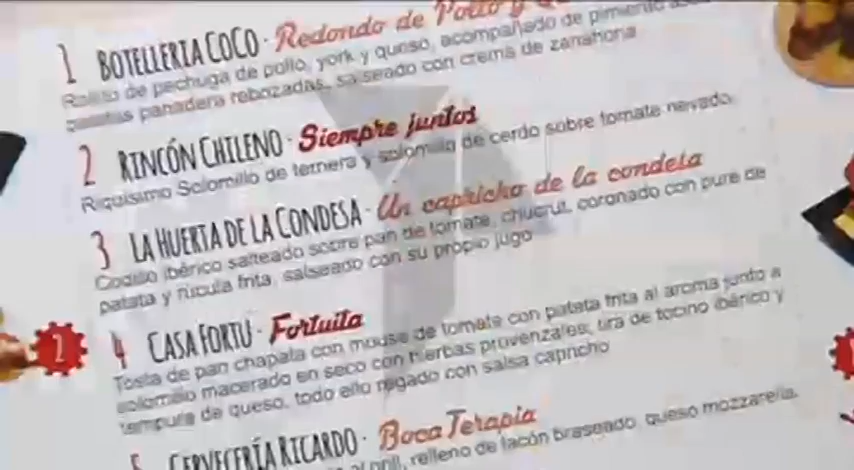 1 BOTELLERIA COCO · Redondo de Pollo y
Rollito de pechuga de pollo, york y queso, acompañado de pimiento
panadera rebozadas, salseado con crema de zanahoria
2 RINCÓN CHILENO · Siempre juntos
Riquísimo Solomillo de ternera y solomillo de cerdo sobre tomate nevado.
3 LA HUERTA DE LA CONDESA · Un capricho de la condesa
Codillo ibérico salteado sobre pan de tomate, chucrut, coronado con pure de
patata y rúcula frita, salseado con su propio jugo
4 CASA FORTU · Fortuita
Tosta de pan chapata con mouse de tomate con patata frita al aroma junto a
solomillo macerado en seco con hierbas provenzales, tira de tocino ibérico y
tempura de queso, todo ello regado con salsa capricho
2
5 CERVECERÍA RICARDO · Boca Terapia
al grill, relleno de lacón braseado, queso mozzarella,